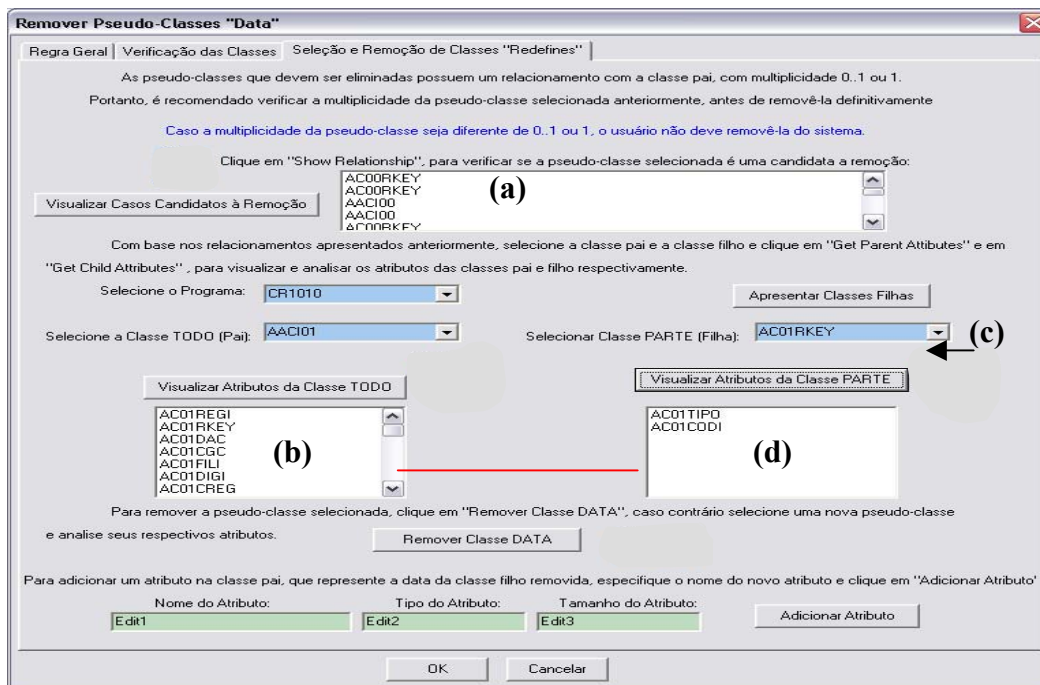 Remover Pseudo-Classes "Data"
Regra Geral Verificação das Classes Seleção e Remoção de Classes "Redefines"
As pseudo-classes que devem ser eliminadas possuem um relacionamento com a classe pai, com multiplicidade 0..1 ou 1.
Portanto, é recomendado verificar a multiplicidade da pseudo-classe selecionada anteriormente, antes de removê-la definitivamente
Caso a multiplicidade da pseudo-classe seja diferente de 0..1 ou 1, o usuário não deve removê-la do sistema.
Clique em "Show Relationship", para verificar se a pseudo-classe selecionada é uma candidata a remoção:
Visualizar Casos Candidatos à Remoção
AC00RKEY
AC00RKEY
AACI00
AACI00
AC00RKEY
(a)
Com base nos relacionamentos apresentados anteriormente, selecione a classe pai e a classe filho e clique em "Get Parent Attibutes" e em
"Get Child Attributes" , para visualizar e analisar os atributos das classes pai e filho respectivamente.
Selecione o Programa: CR1010 Apresentar Classes Filhas
Selecione a Classe TODO (Pai): AACI01 Selecionar Classe PARTE (Filha): AC01RKEY (c)
Visualizar Atributos da Classe TODO Visualizar Atributos da Classe PARTE
AC01REGI
AC01RKEY
AC01DAC
AC01CGC
AC01FILI
AC01DIGI
AC01CREG
(b)
AC01TIPO
AC01CODI
(d)
Para remover a pseudo-classe selecionada, clique em "Remover Classe DATA", caso contrário selecione uma nova pseudo-classe
e analise seus respectivos atributos. Remover Classe DATA
Para adicionar um atributo na classe pai, que represente a data da classe filho removida, especifique o nome do novo atributo e clique em "Adicionar Atributo'
Nome do Atributo: Tipo do Atributo: Tamanho do Atributo:
Edit1 Edit2 Edit3 Adicionar Atributo
OK Cancelar